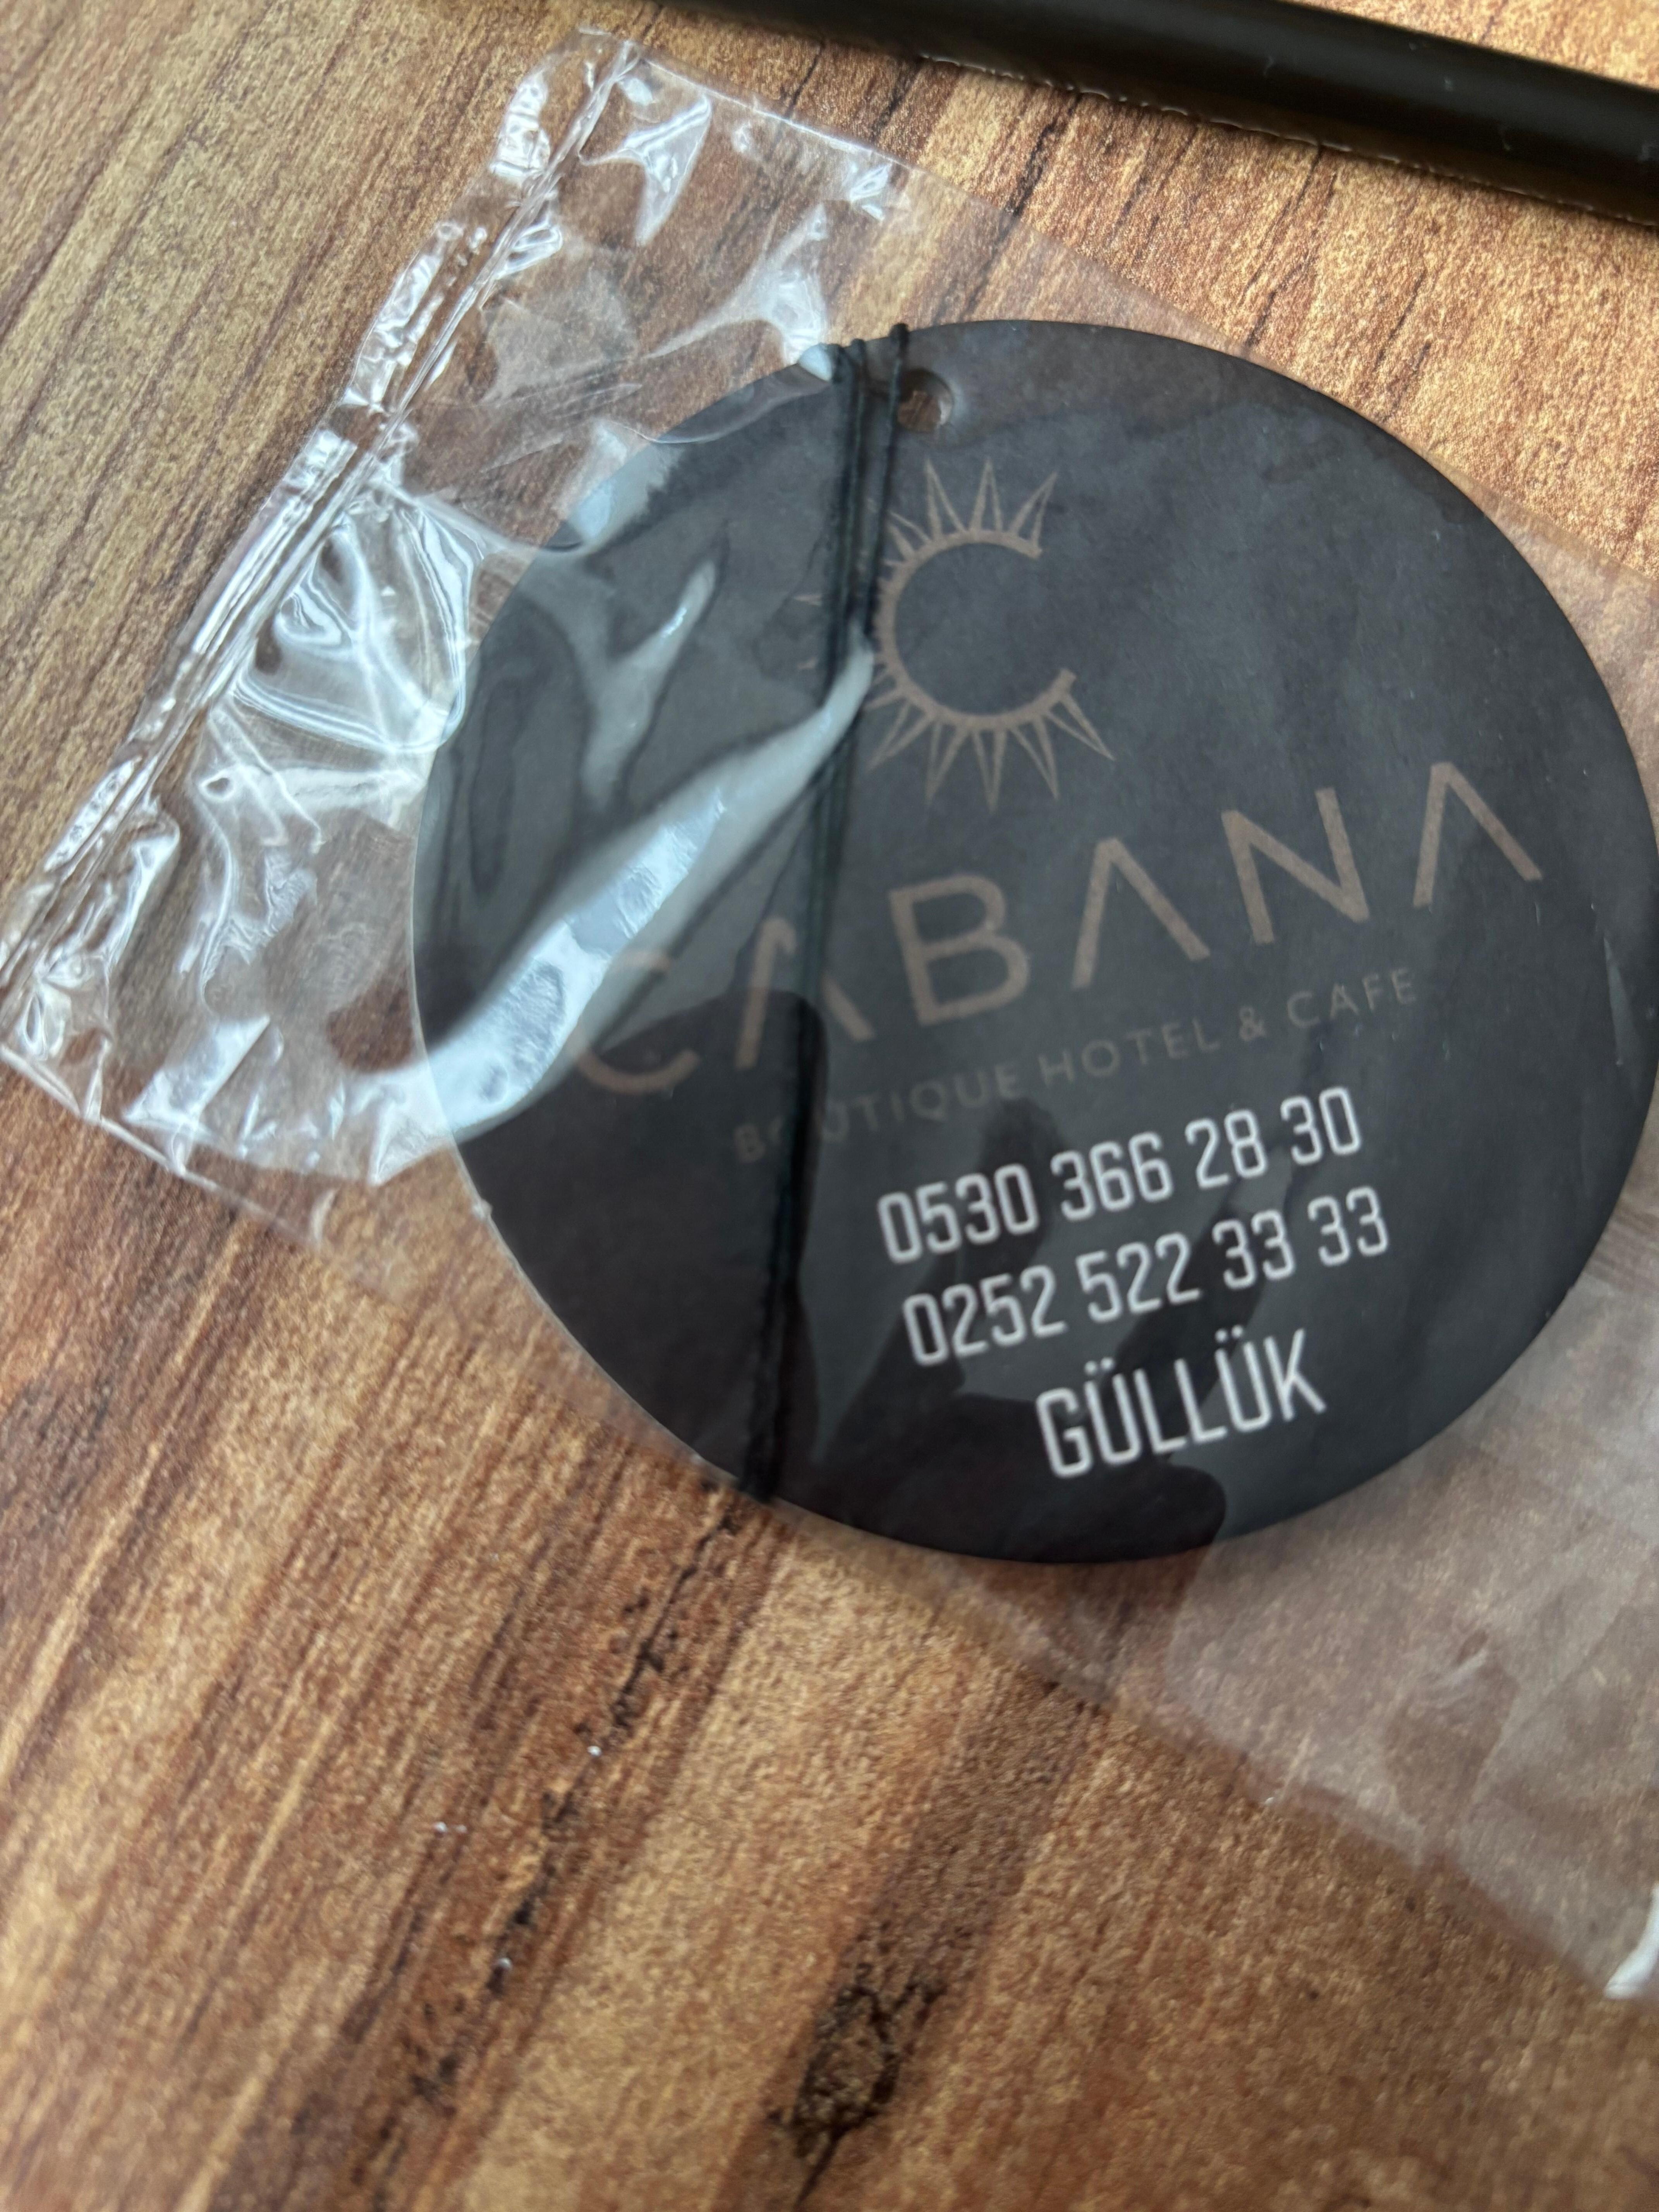 CABANA
BOUTIQUE HOTEL & CAFE
0530 366 28 30
0252 522 33 33
GÜLLÜK